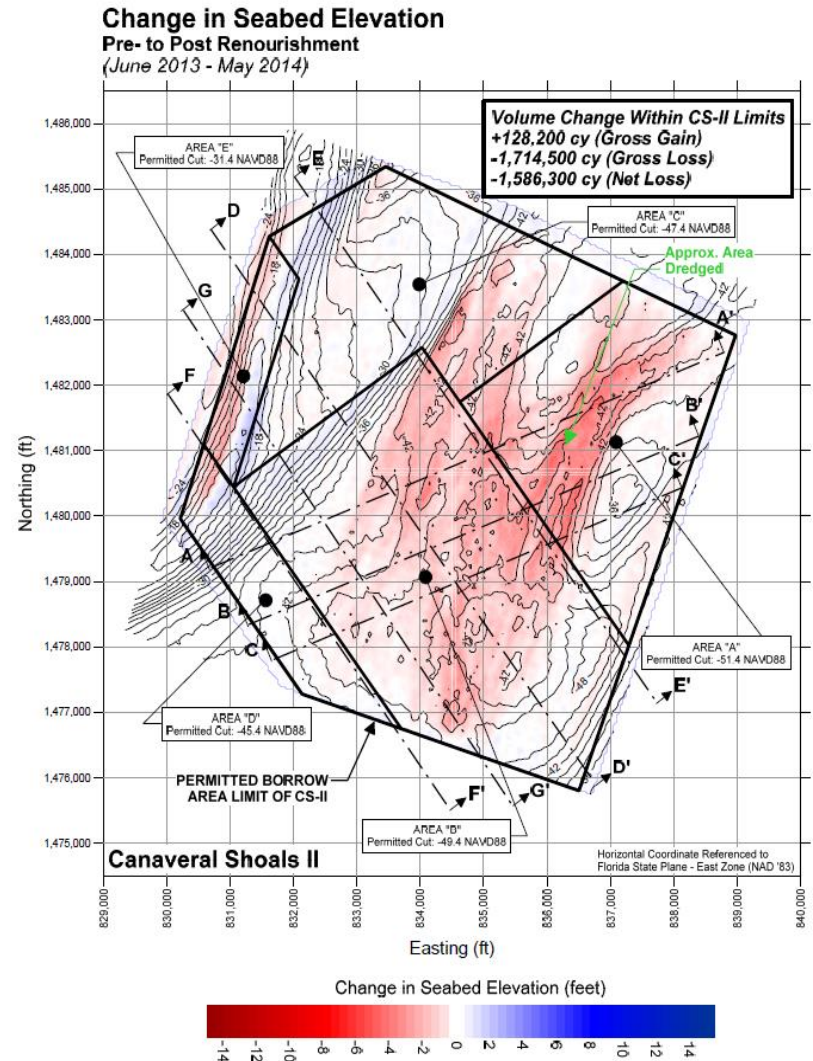 Change in Seabed Elevation
Pre- to Post Renourishment
(June 2013 - May 2014)
Volume Change Within CS-II Limits
+128,200 cy (Gross Gain)
-1,714,500 cy (Gross Loss)
-1,586,300 cy (Net Loss)
AREA "E"
Permitted Cut: -31.4 NAVD88
AREA "C"
Permitted Cut: -47.4 NAVD88
Approx. Area
Dredged
1,486,000
1,485,000
1,484,000
1,483,000
1,482,000
1,481,000
1,480,000
1,479,000
1,478,000
1,477,000
1,476,000
1,475,000
Northing (ft)
E
D
G
F
A
B
C
A'
B'
C'
E'
D'
G'
F'
AREA "A"
Permitted Cut: -51.4 NAVD88
AREA "D"
Permitted Cut: -45.4 NAVD88
PERMITTED BORROW
AREA LIMIT OF CS-II
AREA "B"
Permitted Cut: -49.4 NAVD88
Canaveral Shoals II
Horizontal Coordinate Referenced to
Florida State Plane - East Zone (NAD '83)
829,000
830,000
831,000
832,000
833,000
834,000
835,000
836,000
837,000
838,000
839,000
840,000
Easting (ft)
Change in Seabed Elevation (feet)
-14 -12 -10 -8 -6 -4 -2 0 2 4 6 8 10 12 14